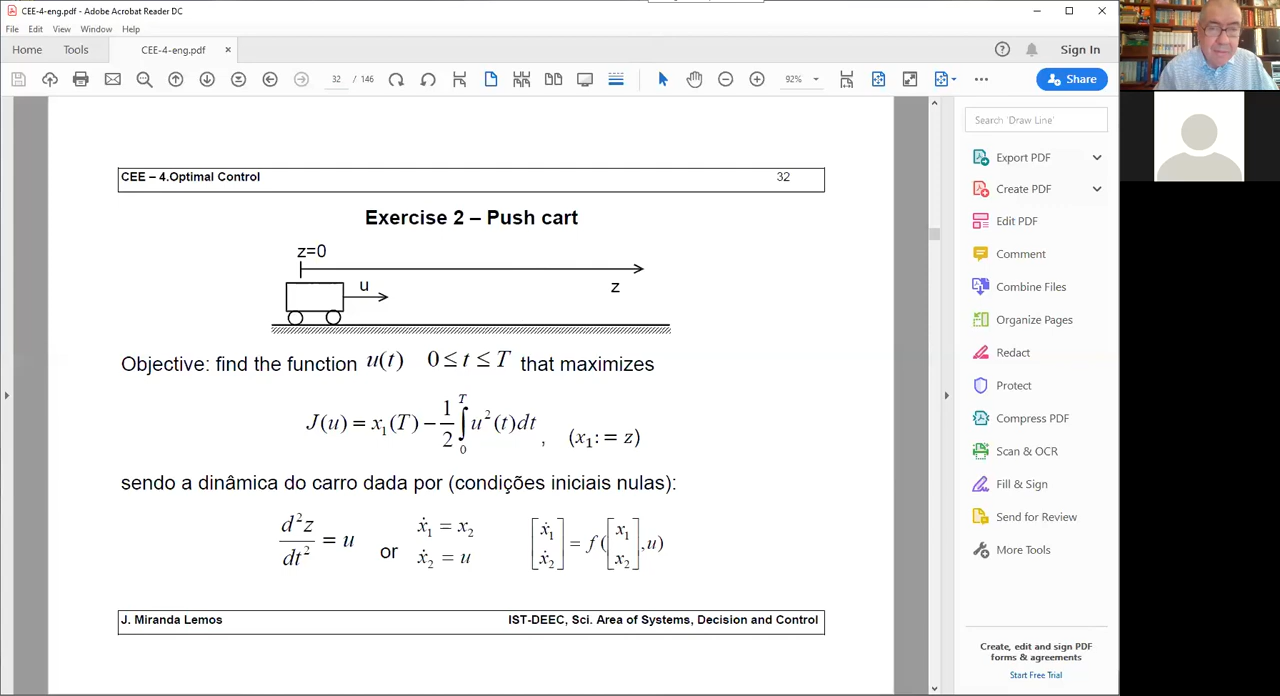 CEE-4-eng.pdf - Adobe Acrobat Reader DC
File Edit View Window Help
Home Tools CEE-4-eng.pdf × Sign In
32 / 146 92% Share
CEE – 4.Optimal Control 32
Exercise 2 – Push cart
z=0
u
z
Objective: find the function u(t) 0 ≤ t ≤ T that maximizes
J(u) = x₁(T) − 1/2 ∫₀ᵀ u²(t)dt , (x₁:= z)
sendo a dinâmica do carro dada por (condições iniciais nulas):
d²z/dt² = u or ẋ₁ = x₂ ẋ₂ = u [ẋ₁ ẋ₂] = f([x₁ x₂],u)
J. Miranda Lemos IST-DEEC, Sci. Area of Systems, Decision and Control
Search 'Draw Line'
Export PDF
Create PDF
Edit PDF
Comment
Combine Files
Organize Pages
Redact
Protect
Compress PDF
Scan & OCR
Fill & Sign
Send for Review
More Tools
Create, edit and sign PDF
forms & agreements
Start Free Trial